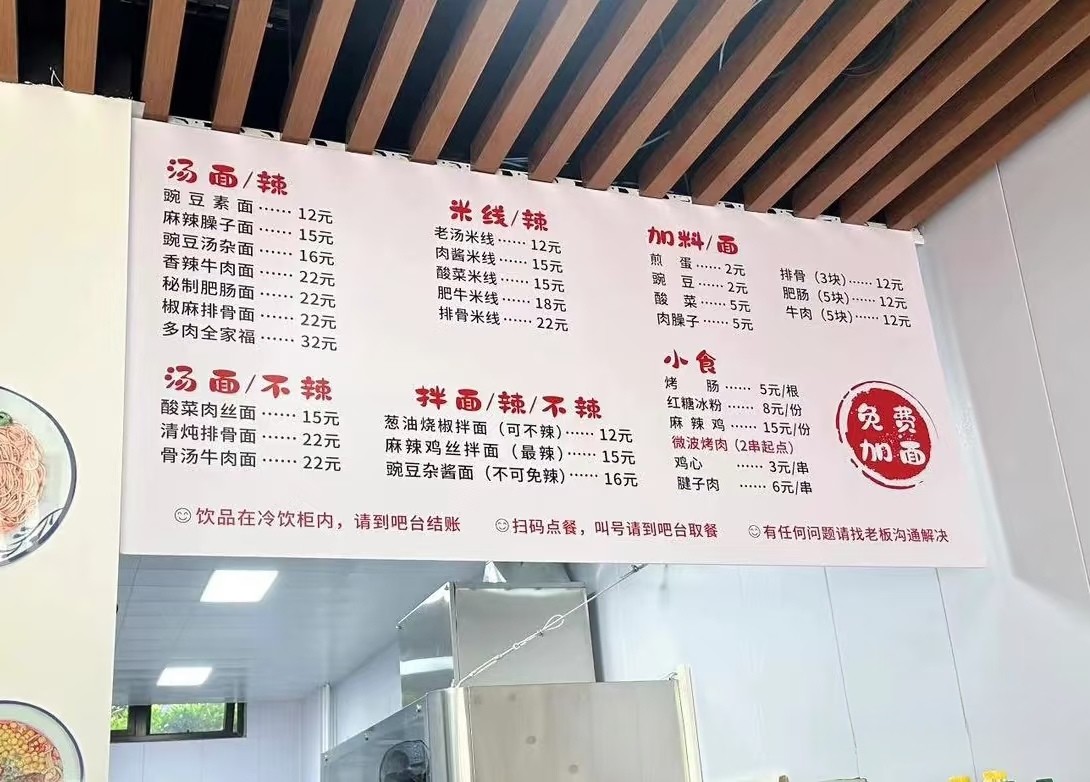 汤面/辣
豌豆素面……12元
麻辣臊子面……15元
豌豆汤杂面……16元
香辣牛肉面……22元
秘制肥肠面……22元
椒麻排骨面……22元
多肉全家福……32元
米线/辣
老汤米线……12元
肉酱米线……15元
酸菜米线……15元
肥牛米线……18元
排骨米线……22元
加料/面
煎蛋……2元
豌豆……2元
酸菜……5元
肉臊子……5元
排骨（3块）……12元
肥肠（5块）……12元
牛肉（5块）……12元
汤面/不辣
酸菜肉丝面……15元
清炖排骨面……22元
骨汤牛肉面……22元
拌面/辣/不辣
葱油烧椒拌面（可不辣）……12元
麻辣鸡丝拌面（最辣）……15元
豌豆杂酱面（不可免辣）……16元
小食
烤肠……5元/根
红糖冰粉……8元/份
麻辣鸡……15元/份
微波烤肉（2串起点）
鸡心……3元/串
腱子肉……6元/串
免费
加面
饮品在冷饮柜内，请到吧台结账
扫码点餐，叫号请到吧台取餐
有任何问题请找老板沟通解决